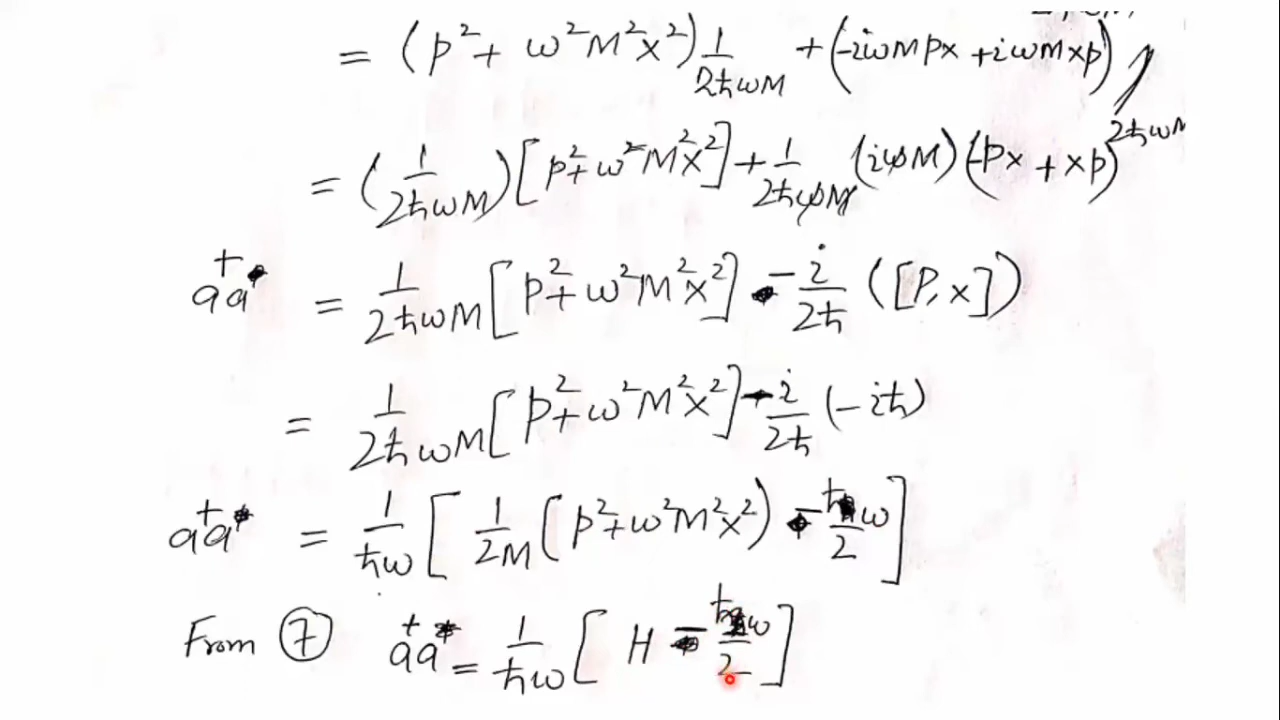 = (p² + ω²M²x²) 1/2ħωM + (-iωMpx + iωMxp)
2ħωM
= (1/2ħωM) [p² + ω²M²x²] + 1/2ħωM (iωM) (-px + xp)
a⁺a = 1/2ħωM [p² + ω²M²x²] - i/2ħ ([P, x])
= 1/2ħωM [p² + ω²M²x²] - i/2ħ (-iħ)
a⁺a = 1/ħω [1/2M (p² + ω²M²x²) - ħω/2]
From ⑦ a⁺a = 1/ħω [H - ħω/2]